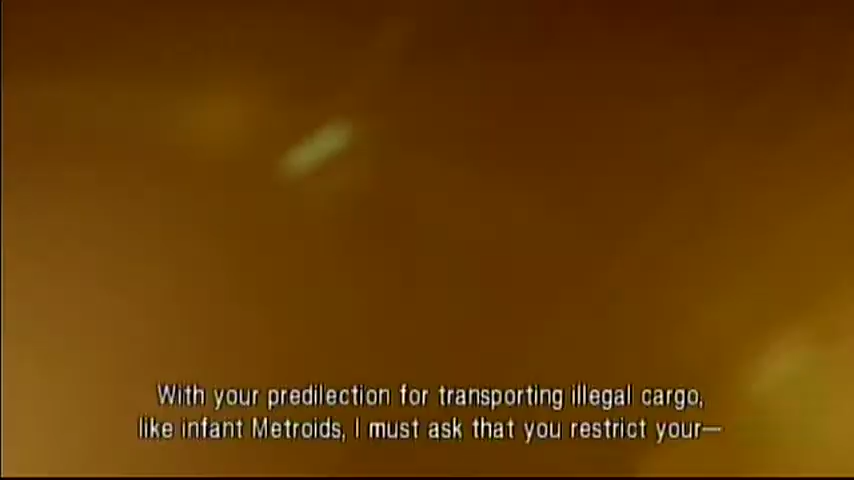 With your predilection for transporting illegal cargo,
like infant Metroids, I must ask that you restrict your—